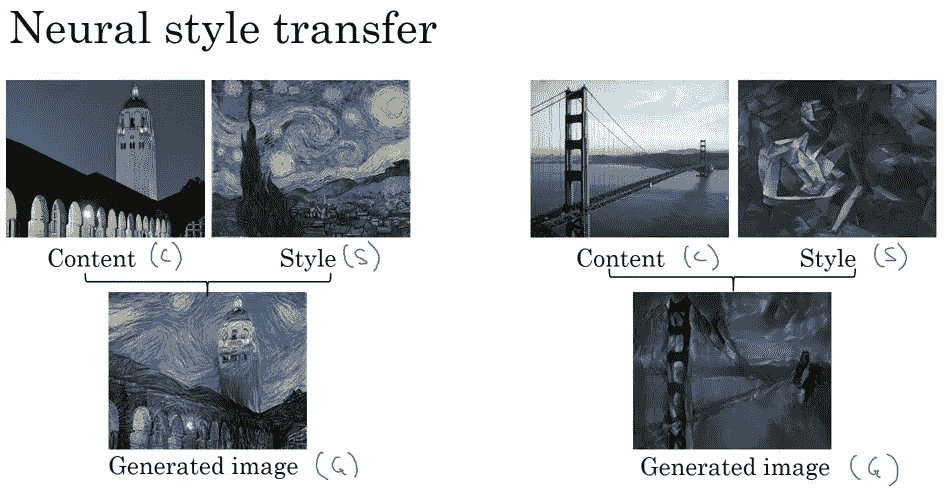 Neural style transfer
Content (C) Style (S)
Generated image (G)
Content (C) Style (S)
Generated image (G)